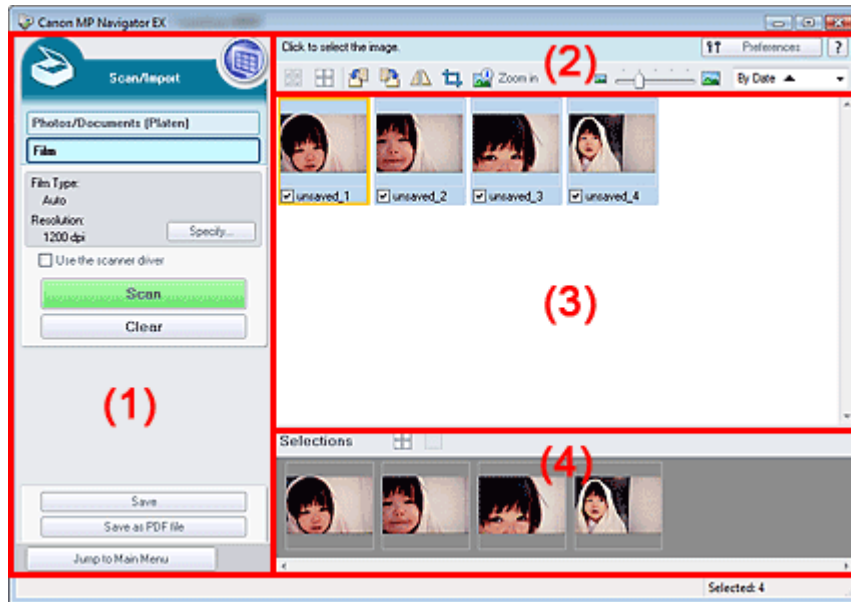 Canon MP Navigator EX
Scan/Import
Photos/Documents (Platen)
Film
Film Type:
Auto
Resolution:
1200 dpi
Specify...
Use the scanner driver
Scan
Clear
(1)
Save
Save as PDF file
Jump to Main Menu
Click to select the image.
Preferences
?
Zoom in
(2)
By Date
unsaved_1
unsaved_2
unsaved_3
unsaved_4
(3)
Selections
(4)
Selected: 4